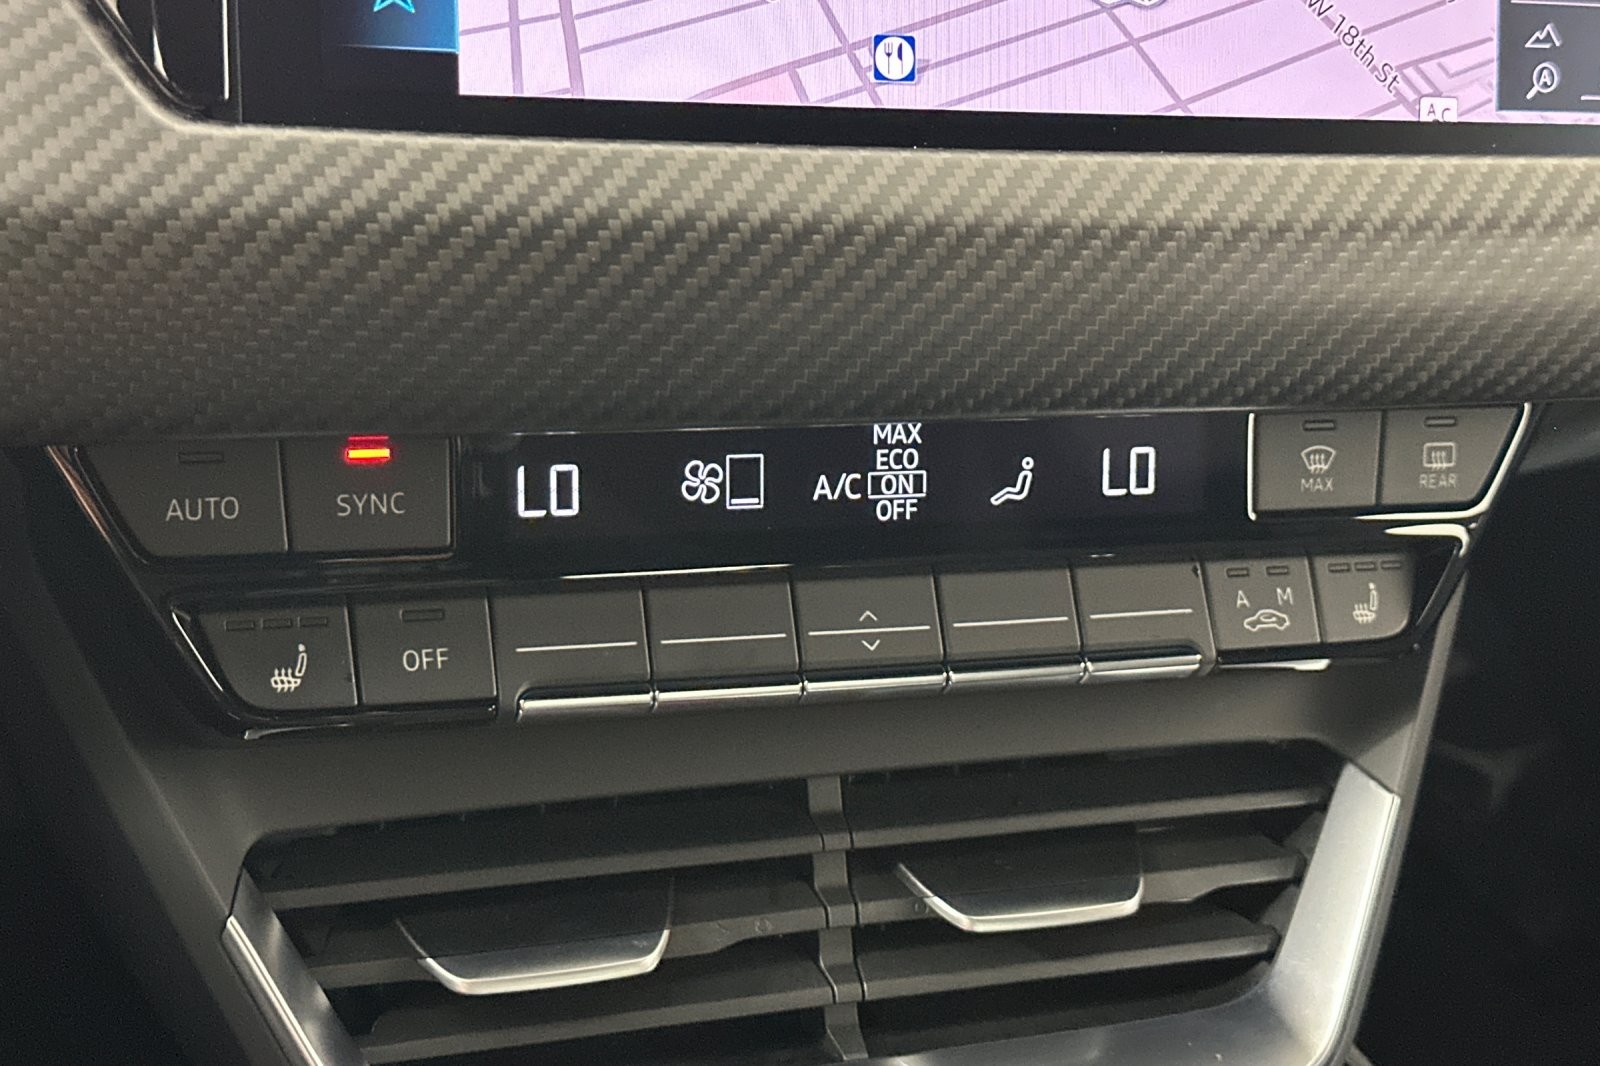 W 18th St
A
A C
AUTO
SYNC
LO
A/C
MAX
ECO
ON
OFF
LO
MAX
REAR
OFF
A M